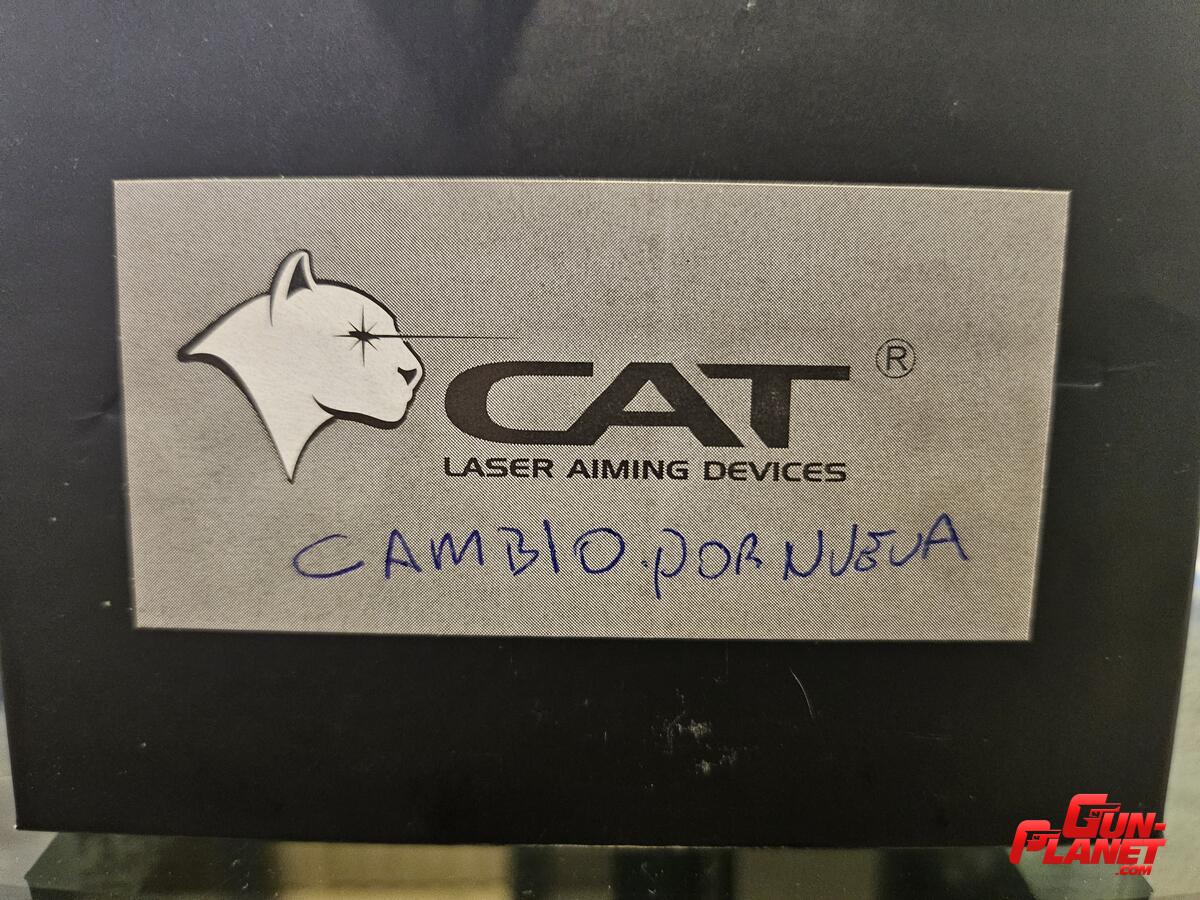 CAT ®
LASER AIMING DEVICES
CAMBIO.POR NUEVA
GUN-
PLANET
.COM